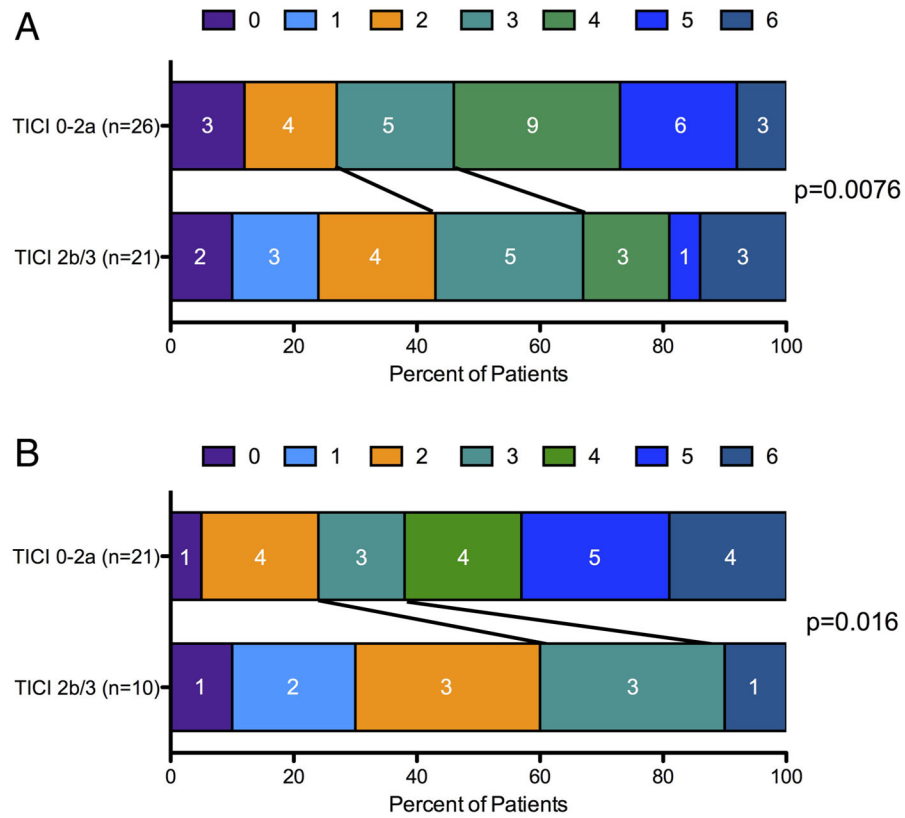 A
0 1 2 3 4 5 6
TICI 0-2a (n=26) 3 4 5 9 6 3
p=0.0076
TICI 2b/3 (n=21) 2 3 4 5 3 1 3
0 20 40 60 80 100
Percent of Patients
B
0 1 2 3 4 5 6
TICI 0-2a (n=21) 1 4 3 4 5 4
p=0.016
TICI 2b/3 (n=10) 1 2 3 3 1
0 20 40 60 80 100
Percent of Patients